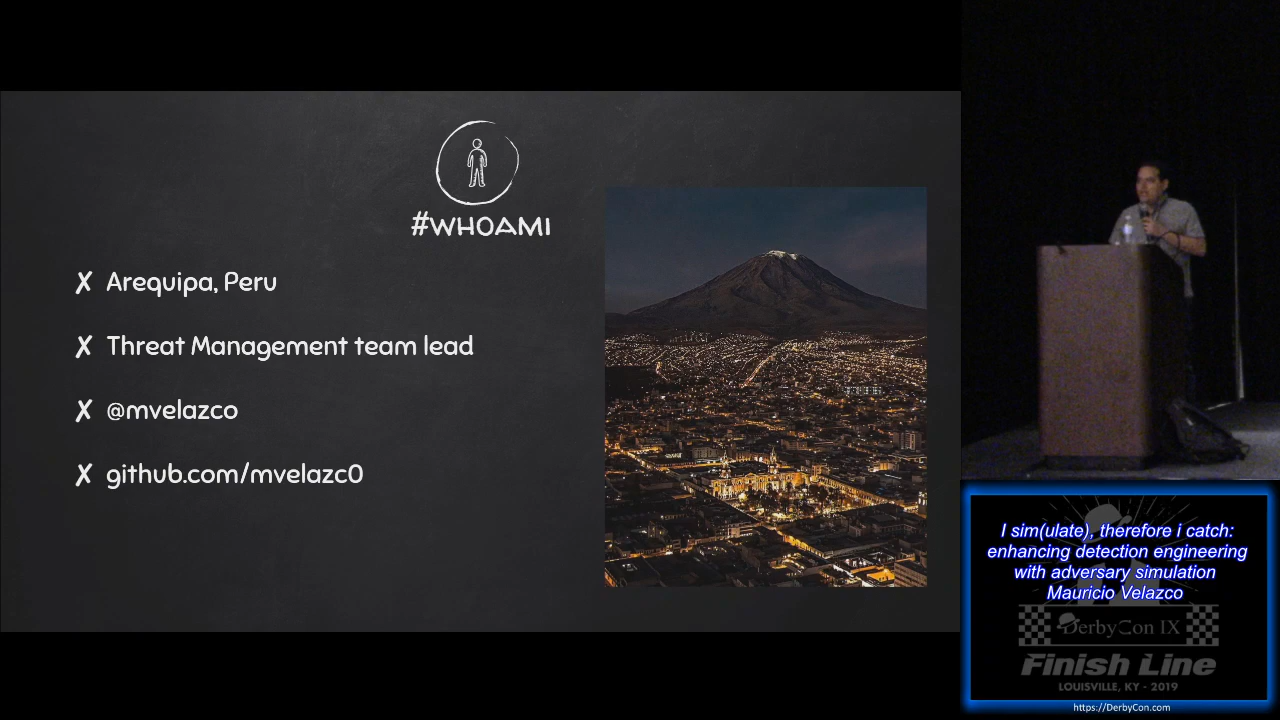 #WHOAMI
✗ Arequipa, Peru
✗ Threat Management team lead
✗ @mvelazco
✗ github.com/mvelazc0
I sim(ulate), therefore i catch:
enhancing detection engineering
with adversary simulation
Mauricio Velazco
DerbyCon IX
Finish Line
LOUISVILLE, KY - 2019
https://DerbyCon.com